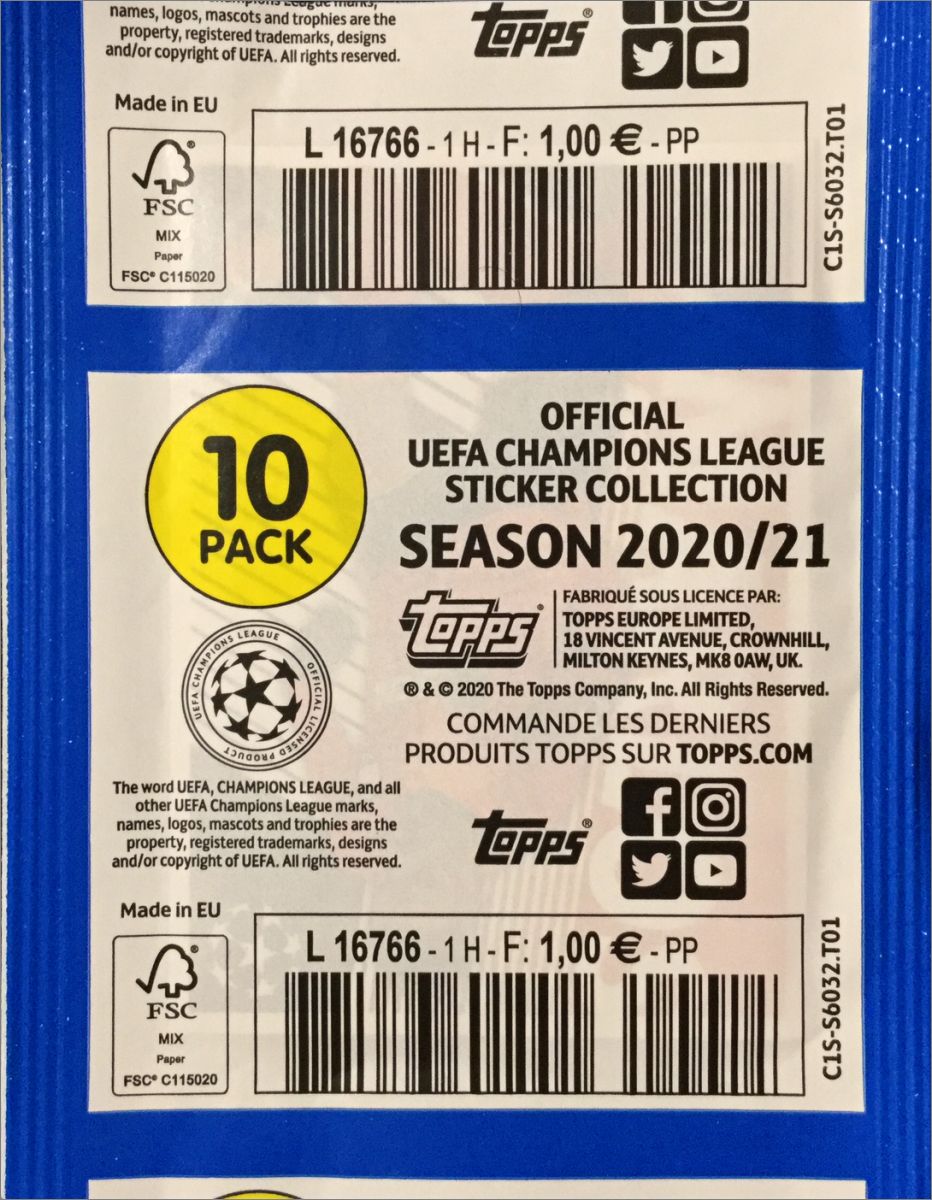 names, logos, mascots and trophies are the
property, registered trademarks, designs
and/or copyright of UEFA. All rights reserved.
TOPPS®
Made in EU
FSC®
MIX
Paper
FSC® C115020
L 16766 - 1 H - F: 1,00 € - PP
C1S-S6032.T01
10
PACK
OFFICIAL
UEFA CHAMPIONS LEAGUE
STICKER COLLECTION
SEASON 2020/21
TOPPS®
FABRIQUÉ SOUS LICENCE PAR:
TOPPS EUROPE LIMITED,
18 VINCENT AVENUE, CROWNHILL,
MILTON KEYNES, MK8 0AW, UK.
® & © 2020 The Topps Company, Inc. All Rights Reserved.
COMMANDE LES DERNIERS
PRODUITS TOPPS SUR TOPPS.COM
UEFA CHAMPIONS LEAGUE
OFFICIAL LICENSED PRODUCT
The word UEFA, CHAMPIONS LEAGUE, and all
other UEFA Champions League marks,
names, logos, mascots and trophies are the
property, registered trademarks, designs
and/or copyright of UEFA. All rights reserved.
TOPPS®
Made in EU
FSC®
MIX
Paper
FSC® C115020
L 16766 - 1 H - F: 1,00 € - PP
C1S-S6032.T01